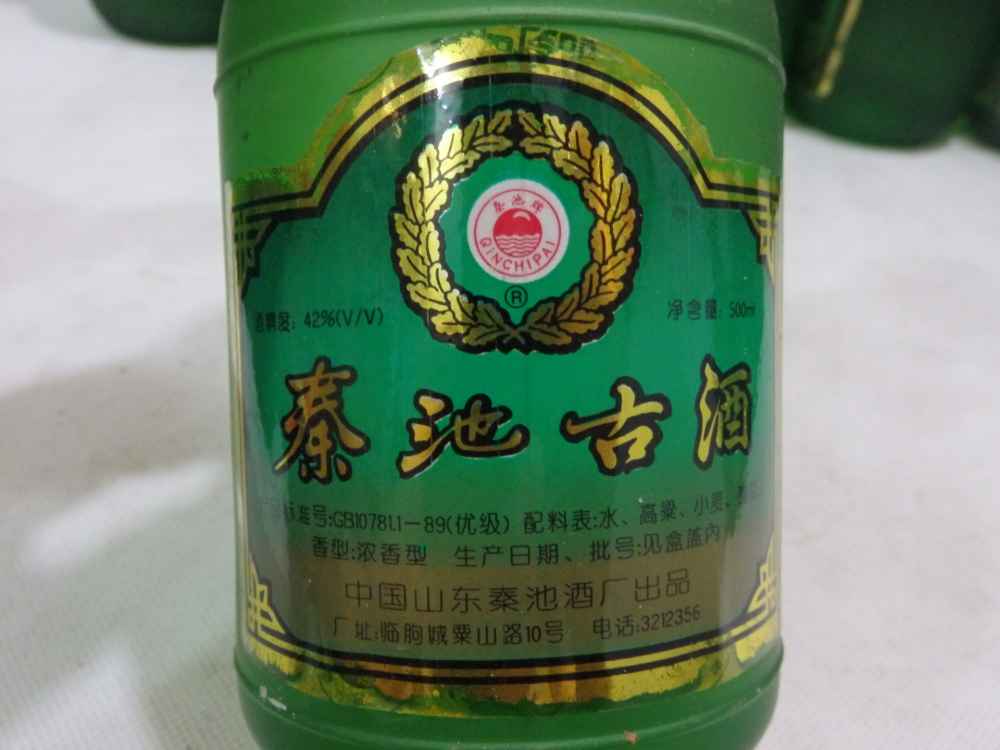 秦池牌
QINCHIPAI
®
酒精度: 42%(V/V)
净含量: 500ml
秦池古酒
标准号:GB10781.1-89(优级) 配料表:水、高粱、小麦、
香型:浓香型 生产日期、批号:见盒盖内
中国山东秦池酒厂出品
厂址:临朐城粟山路10号 电话:3212356